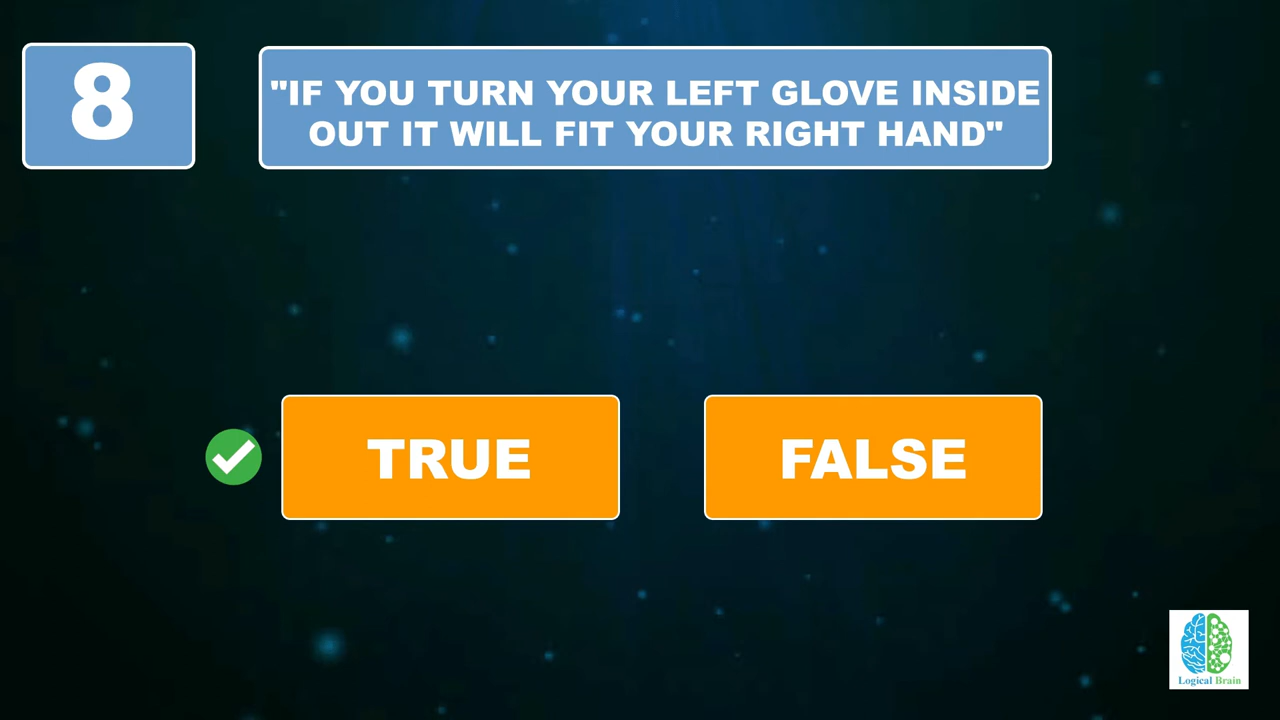 8
"IF YOU TURN YOUR LEFT GLOVE INSIDE
OUT IT WILL FIT YOUR RIGHT HAND"
TRUE
FALSE
Logical Brain